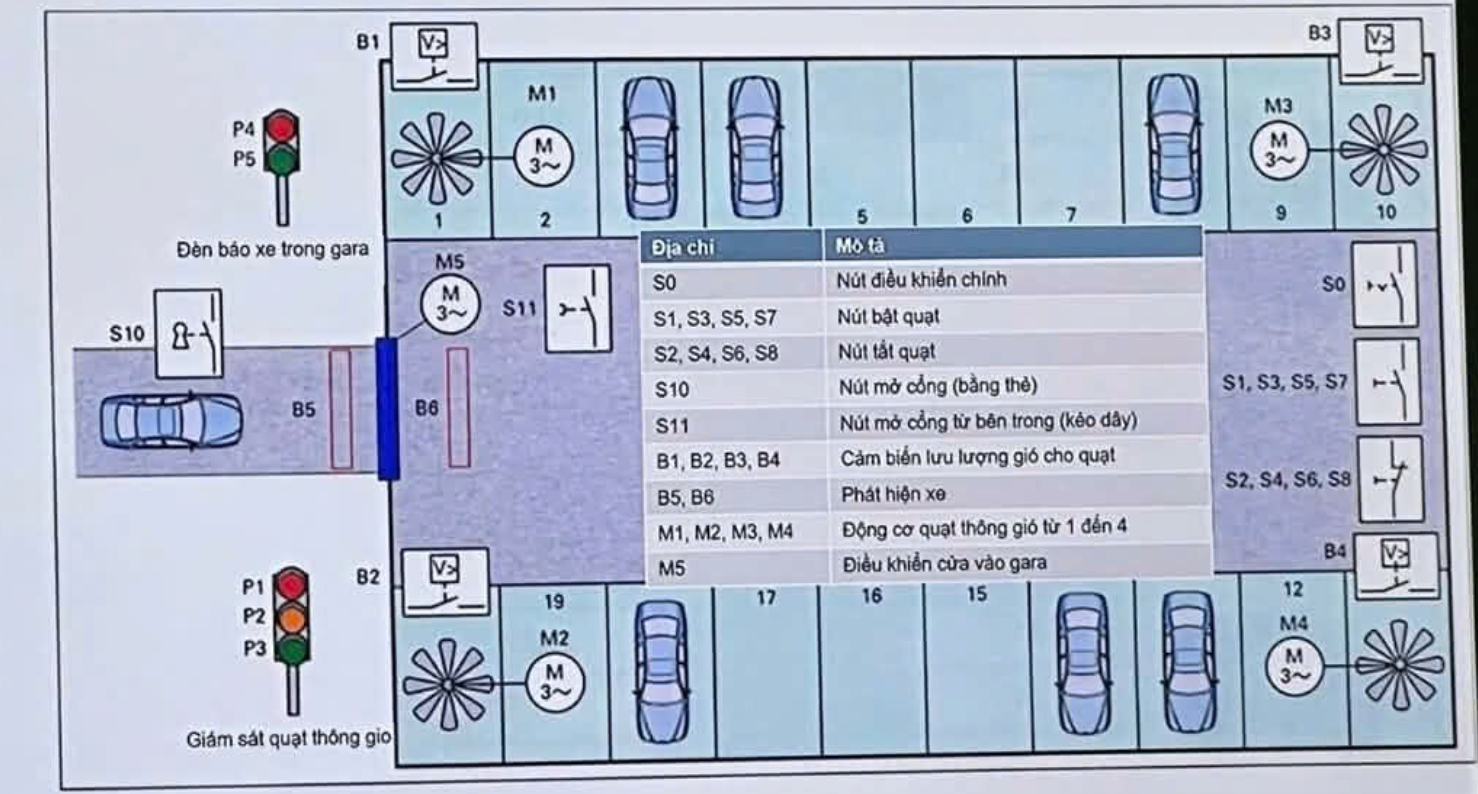 B1
V>
B3
V>
P4
P5
M1
M
3~
M3
M
3~
1
2
5
6
7
9
10
Đèn báo xe trong gara
M5
M
3~
S11
S10
B5
B6
Địa chỉ Mô tả
S0 Nút điều khiển chính
S1, S3, S5, S7 Nút bật quạt
S2, S4, S6, S8 Nút tắt quạt
S10 Nút mở cổng (bằng thẻ)
S11 Nút mở cổng từ bên trong (kéo dây)
B1, B2, B3, B4 Cảm biến lưu lượng gió cho quạt
B5, B6 Phát hiện xe
M1, M2, M3, M4 Động cơ quạt thông gió từ 1 đến 4
M5 Điều khiển cửa vào gara
S0
S1, S3, S5, S7
S2, S4, S6, S8
B2
V>
B4
V>
P1
P2
P3
19
17
16
15
12
M2
M
3~
M4
M
3~
Giám sát quạt thông gio